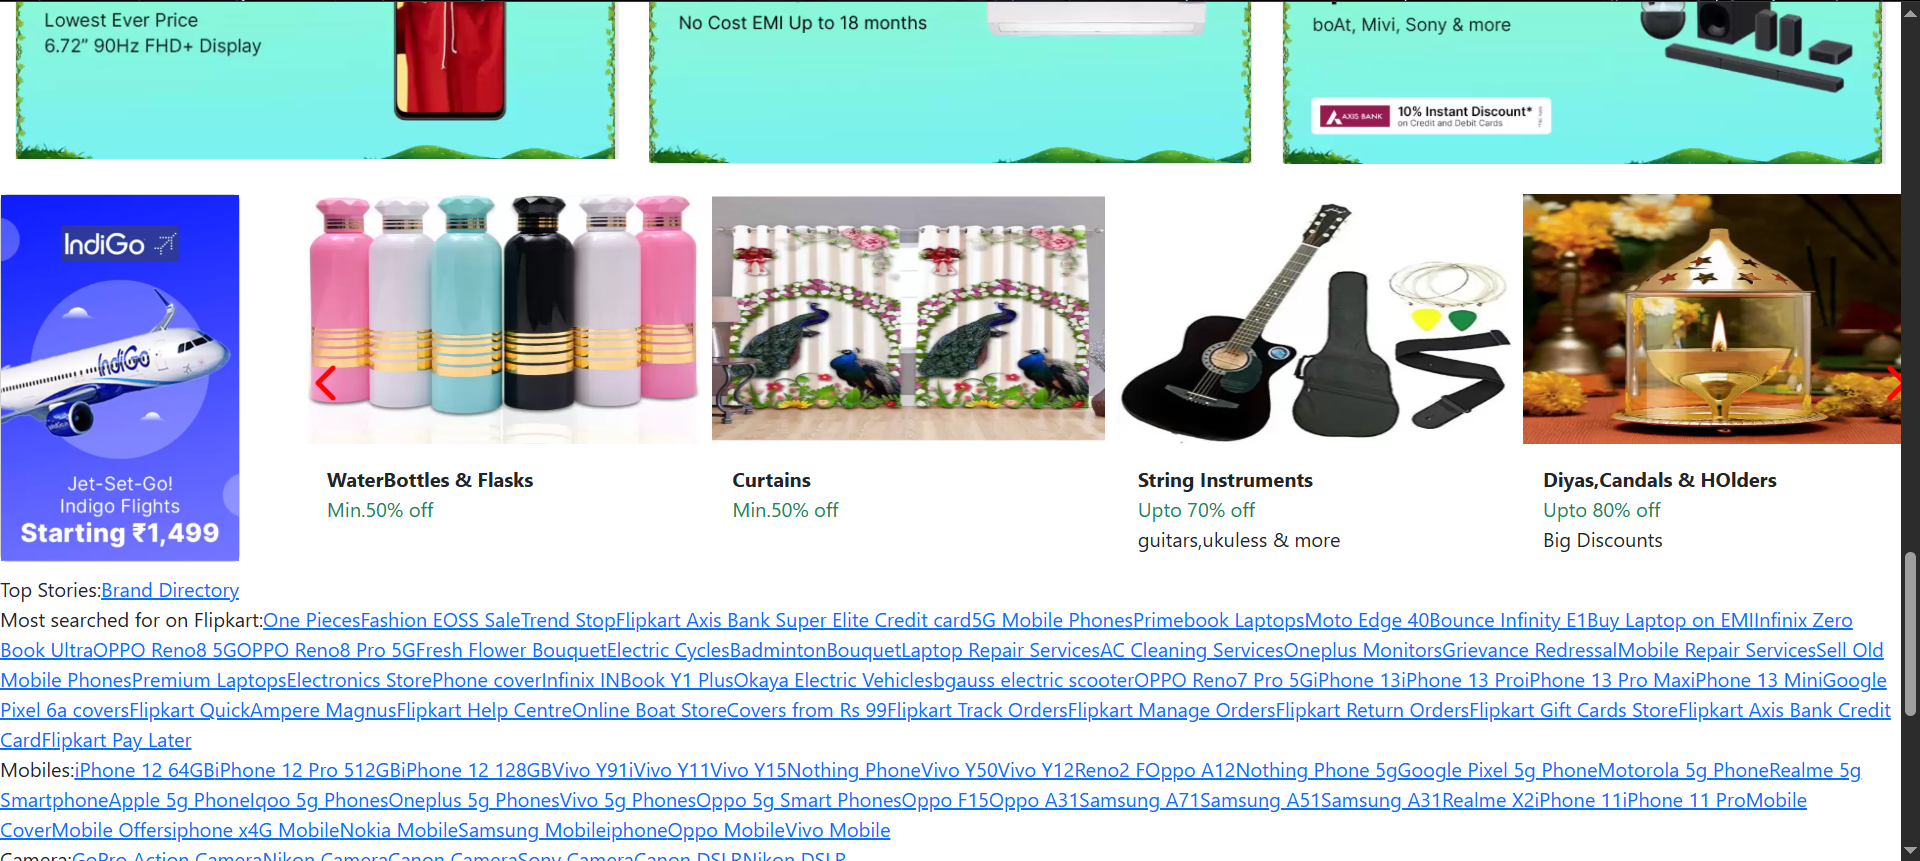 Lowest Ever Price
6.72” 90Hz FHD+ Display
No Cost EMI Up to 18 months
boAt, Mivi, Sony & more
AXIS BANK
10% Instant Discount*
on Credit and Debit Cards
IndiGo
IndiGo
Jet-Set-Go!
Indigo Flights
Starting ₹1,499
WaterBottles & Flasks
Min.50% off
Curtains
Min.50% off
String Instruments
Upto 70% off
guitars,ukuless & more
Diyas,Candals & HOlders
Upto 80% off
Big Discounts
Top Stories:Brand Directory
Most searched for on Flipkart:One PiecesFashion EOSS SaleTrend StopFlipkart Axis Bank Super Elite Credit card5G Mobile PhonesPrimebook LaptopsMoto Edge 40Bounce Infinity E1Buy Laptop on EMIInfinix Zero
Book UltraOPPO Reno8 5GOPPO Reno8 Pro 5GFresh Flower BouquetElectric CyclesBadmintonBouquetLaptop Repair ServicesAC Cleaning ServicesOneplus MonitorsGrievance RedressalMobile Repair ServicesSell Old
Mobile PhonesPremium LaptopsElectronics StorePhone coverInfinix INBook Y1 PlusOkaya Electric Vehiclesbgauss electric scooterOPPO Reno7 Pro 5GiPhone 13iPhone 13 ProiPhone 13 Pro MaxiPhone 13 MiniGoogle
Pixel 6a coversFlipkart QuickAmpere MagnusFlipkart Help CentreOnline Boat StoreCovers from Rs 99Flipkart Track OrdersFlipkart Manage OrdersFlipkart Return OrdersFlipkart Gift Cards StoreFlipkart Axis Bank Credit
CardFlipkart Pay Later
Mobiles:iPhone 12 64GBiPhone 12 Pro 512GBiPhone 12 128GBVivo Y91iVivo Y11Vivo Y15Nothing PhoneVivo Y50Vivo Y12Reno2 FOppo A12Nothing Phone 5gGoogle Pixel 5g PhoneMotorola 5g PhoneRealme 5g
SmartphoneApple 5g PhoneIqoo 5g PhonesOneplus 5g PhonesVivo 5g PhonesOppo 5g Smart PhonesOppo F15Oppo A31Samsung A71Samsung A51Samsung A31Realme X2iPhone 11iPhone 11 ProMobile
CoverMobile Offersiphone x4G MobileNokia MobileSamsung MobileiphoneOppo MobileVivo Mobile
Camera:GoPro Action CameraNikon CameraCanon CameraSony CameraCanon DSLRNikon DSLR